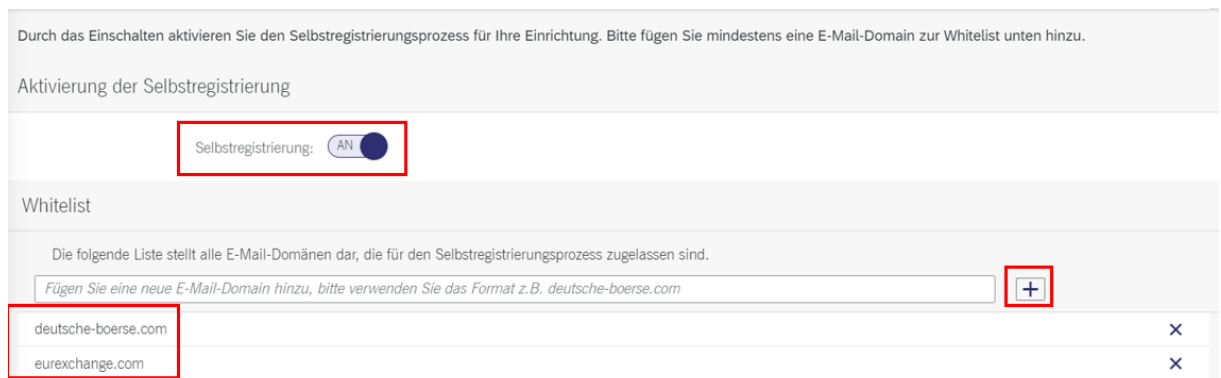 Durch das Einschalten aktivieren Sie den Selbstregistrierungsprozess für Ihre Einrichtung. Bitte fügen Sie mindestens eine E-Mail-Domain zur Whitelist unten hinzu.
Aktivierung der Selbstregistrierung
Selbstregistrierung: AN
Whitelist
Die folgende Liste stellt alle E-Mail-Domänen dar, die für den Selbstregistrierungsprozess zugelassen sind.
Fügen Sie eine neue E-Mail-Domain hinzu, bitte verwenden Sie das Format z.B. deutsche-boerse.com
deutsche-boerse.com
eurexchange.com